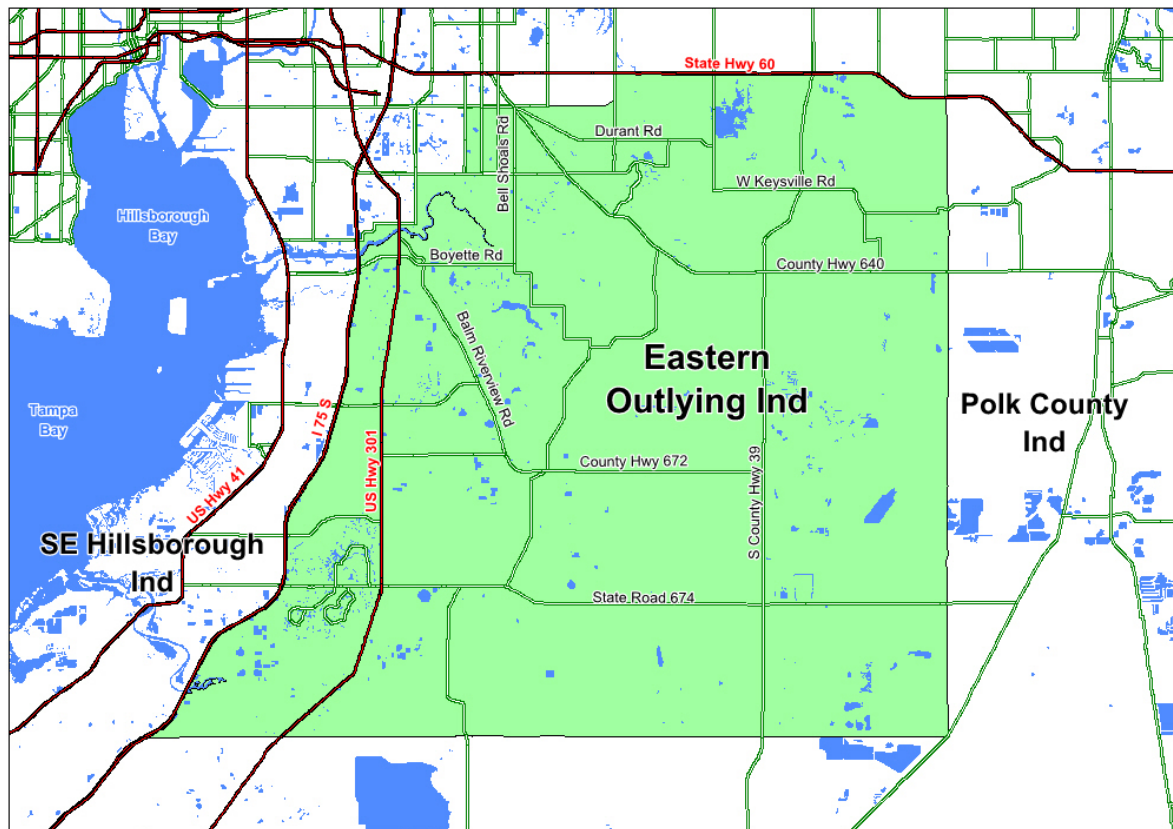 State Hwy 60
Durant Rd
Bell Shoals Rd
W Keysville Rd
Hillsborough
Bay
Boyette Rd
County Hwy 640
Balm Riverview Rd
Eastern
Outlying Ind
Polk County
Ind
Tampa
Bay
I 75 S
US Hwy 301
County Hwy 672
S County Hwy 39
US Hwy 41
SE Hillsborough
Ind
State Road 674